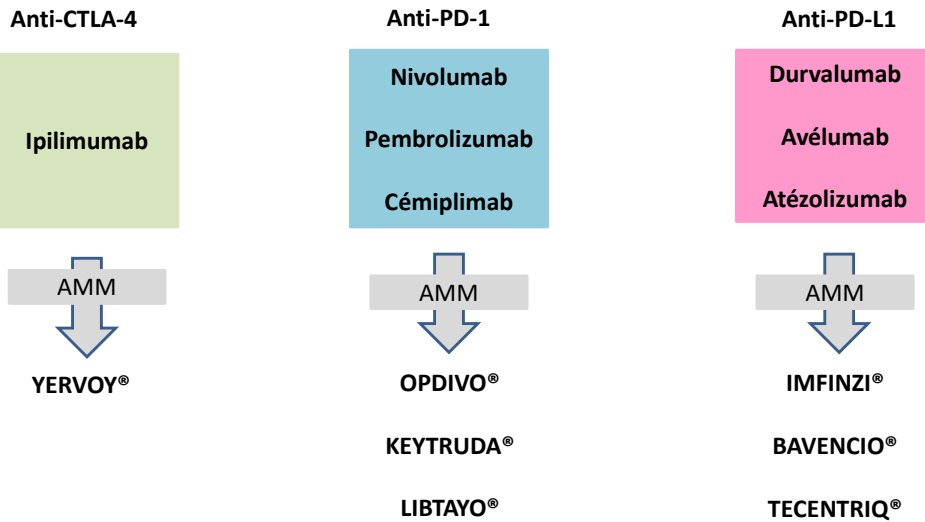 Anti-CTLA-4
Ipilimumab
AMM
YERVOY®
Anti-PD-1
Nivolumab
Pembrolizumab
Cémiplimab
AMM
OPDIVO®
KEYTRUDA®
LIBTAYO®
Anti-PD-L1
Durvalumab
Avélumab
Atézolizumab
AMM
IMFINZI®
BAVENCIO®
TECENTRIQ®